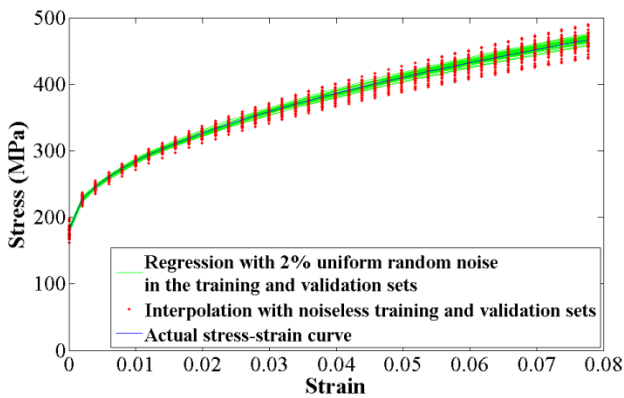 500
400
300
200
100
0
Stress (MPa)
Regression with 2% uniform random noise
in the training and validation sets
Interpolation with noiseless training and validation sets
Actual stress-strain curve
0 0.01 0.02 0.03 0.04 0.05 0.06 0.07 0.08
Strain